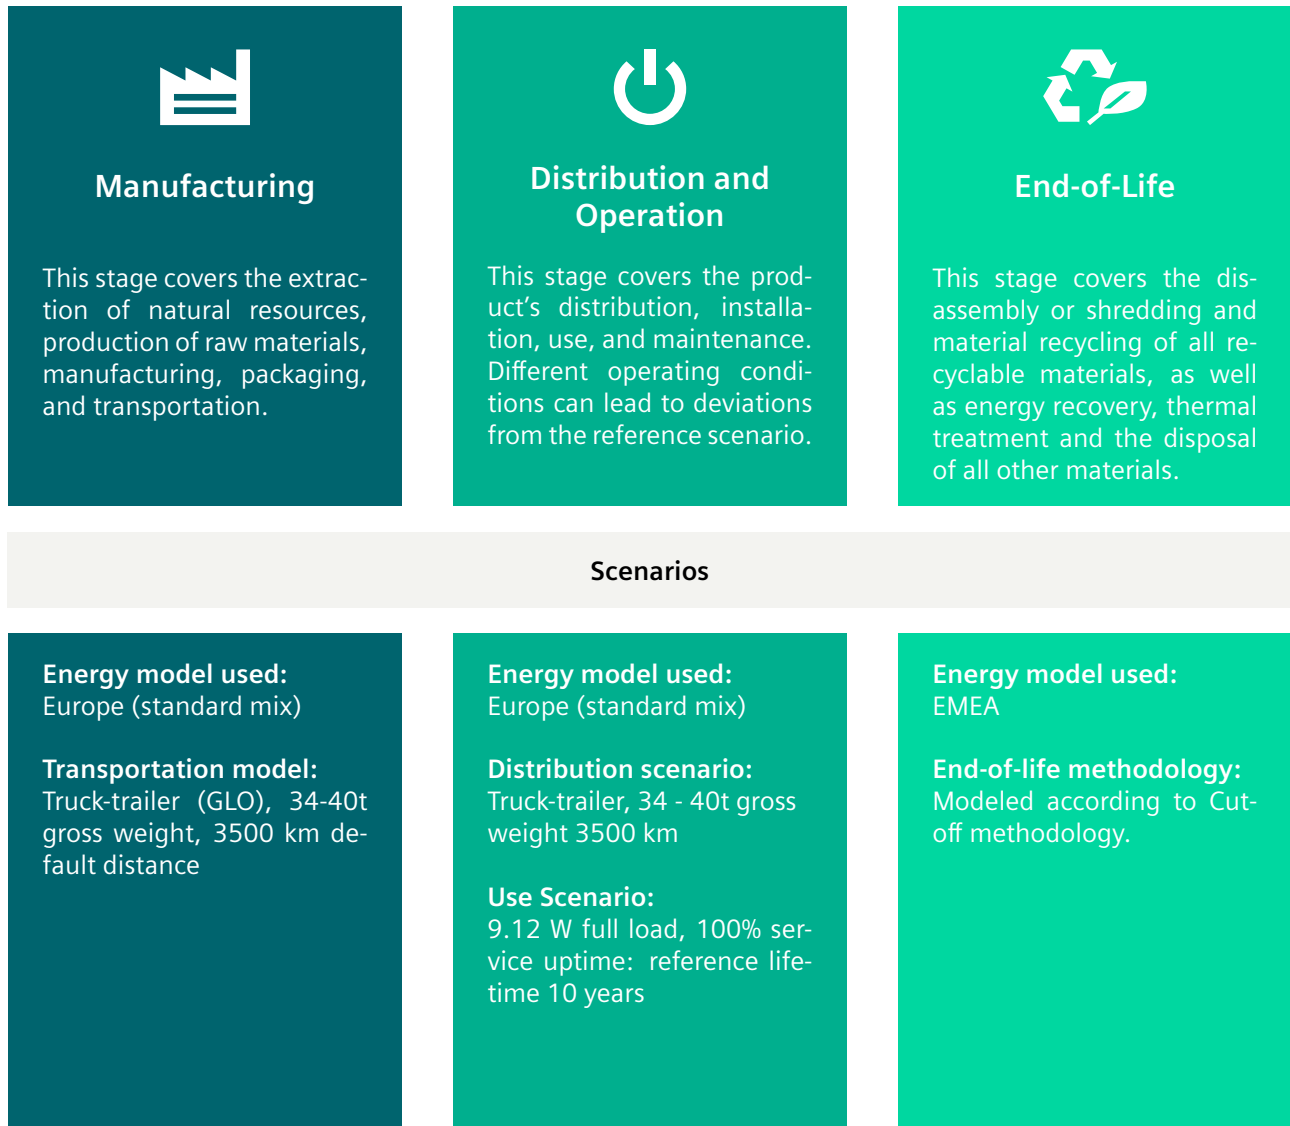 Manufacturing
This stage covers the extrac-
tion of natural resources,
production of raw materials,
manufacturing, packaging,
and transportation.
Distribution and
Operation
This stage covers the prod-
uct's distribution, installa-
tion, use, and maintenance.
Different operating condi-
tions can lead to deviations
from the reference scenario.
End-of-Life
This stage covers the dis-
assembly or shredding and
material recycling of all re-
cyclable materials, as well
as energy recovery, thermal
treatment and the disposal
of all other materials.
Scenarios
Energy model used:
Europe (standard mix)
Transportation model:
Truck-trailer (GLO), 34-40t
gross weight, 3500 km de-
fault distance
Energy model used:
Europe (standard mix)
Distribution scenario:
Truck-trailer, 34 - 40t gross
weight 3500 km
Use Scenario:
9.12 W full load, 100% ser-
vice uptime: reference life-
time 10 years
Energy model used:
EMEA
End-of-life methodology:
Modeled according to Cut-
off methodology.